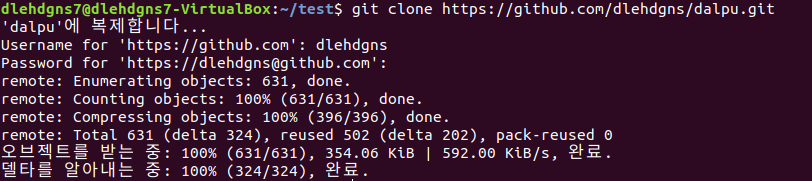 dlehdgns7@dlehdgns7-VirtualBox:~/test$ git clone https://github.com/dlehdgns/dalpu.git
'dalpu'에 복제합니다...
Username for 'https://github.com': dlehdgns
Password for 'https://dlehdgns@github.com':
remote: Enumerating objects: 631, done.
remote: Counting objects: 100% (631/631), done.
remote: Compressing objects: 100% (396/396), done.
remote: Total 631 (delta 324), reused 502 (delta 202), pack-reused 0
오브젝트를 받는 중: 100% (631/631), 354.06 KiB | 592.00 KiB/s, 완료.
델타를 알아내는 중: 100% (324/324), 완료.